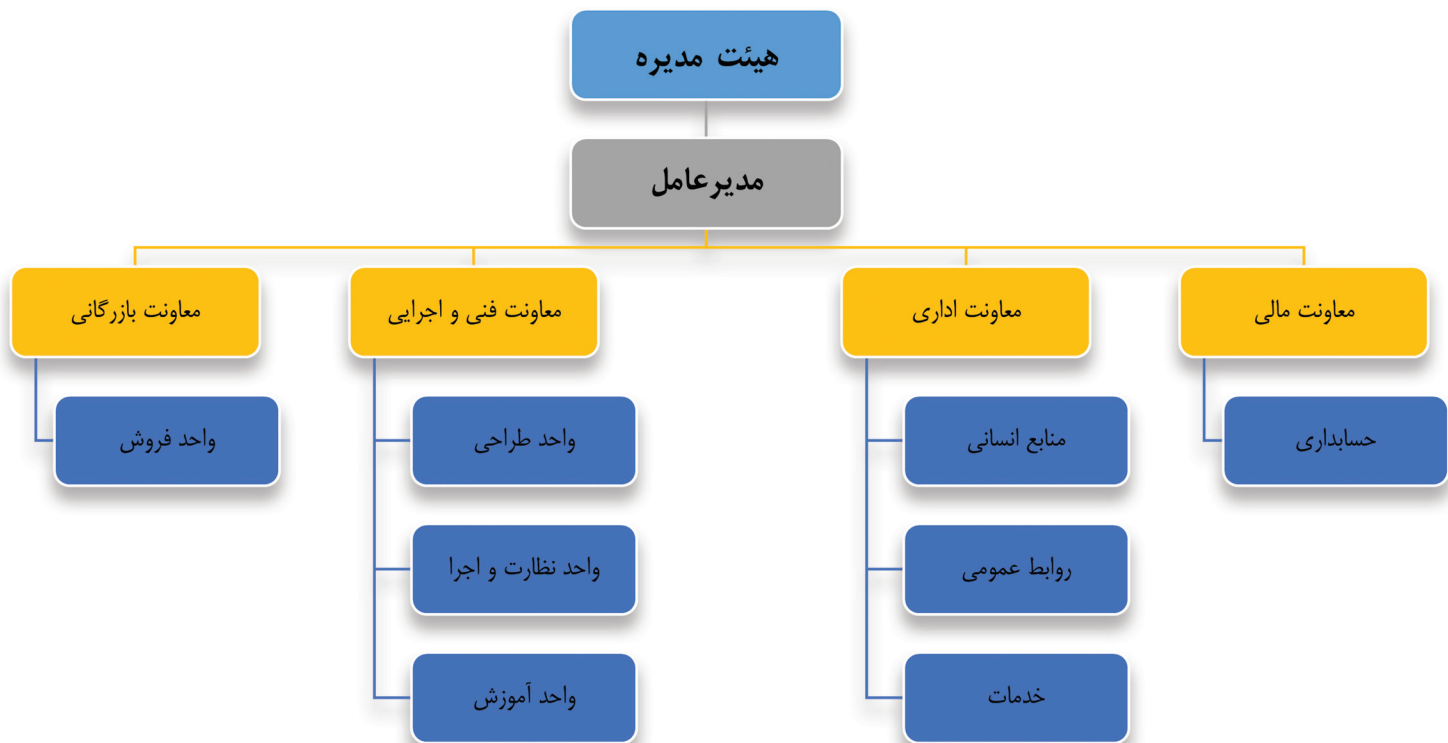 هیئت مدیره
مدیرعامل
معاونت مالی
معاونت اداری
معاونت فنی و اجرایی
معاونت بازرگانی
حسابداری
منابع انسانی
واحد طراحی
واحد فروش
روابط عمومی
واحد نظارت و اجرا
خدمات
واحد آموزش